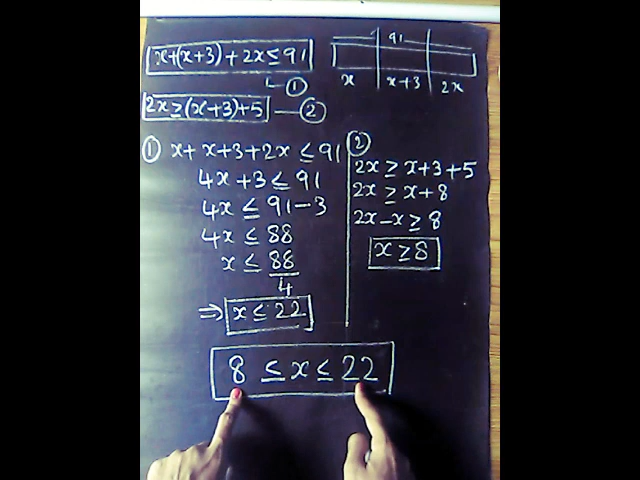 x+(x+3)+2x≤91
①
2x≥(x+3)+5 — ②
91
x x+3 2x
① x+x+3+2x≤91
4x+3≤91
4x≤91-3
4x≤88
x≤88/4
⇒ x≤22
②
2x≥x+3+5
2x≥x+8
2x-x≥8
x≥8
8≤x≤22